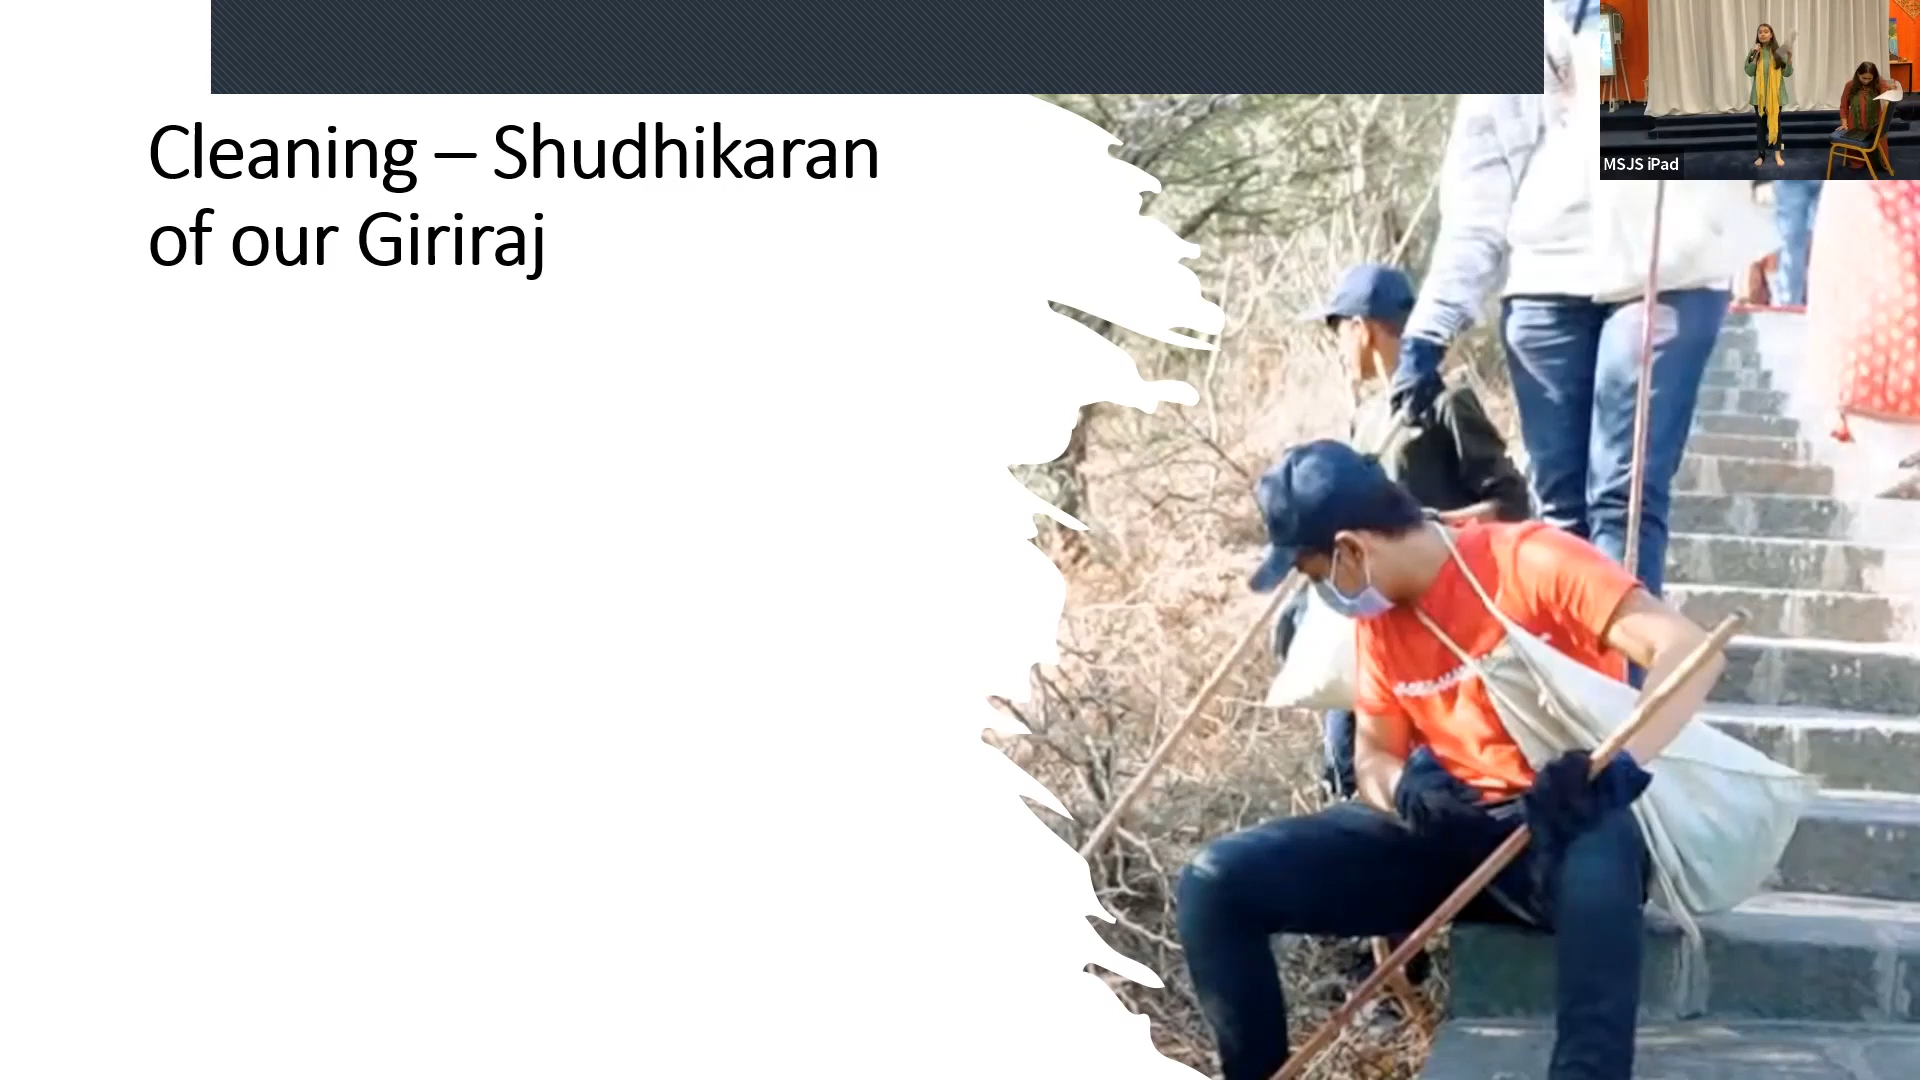 Cleaning – Shudhikaran
of our Giriraj
MSJS iPad